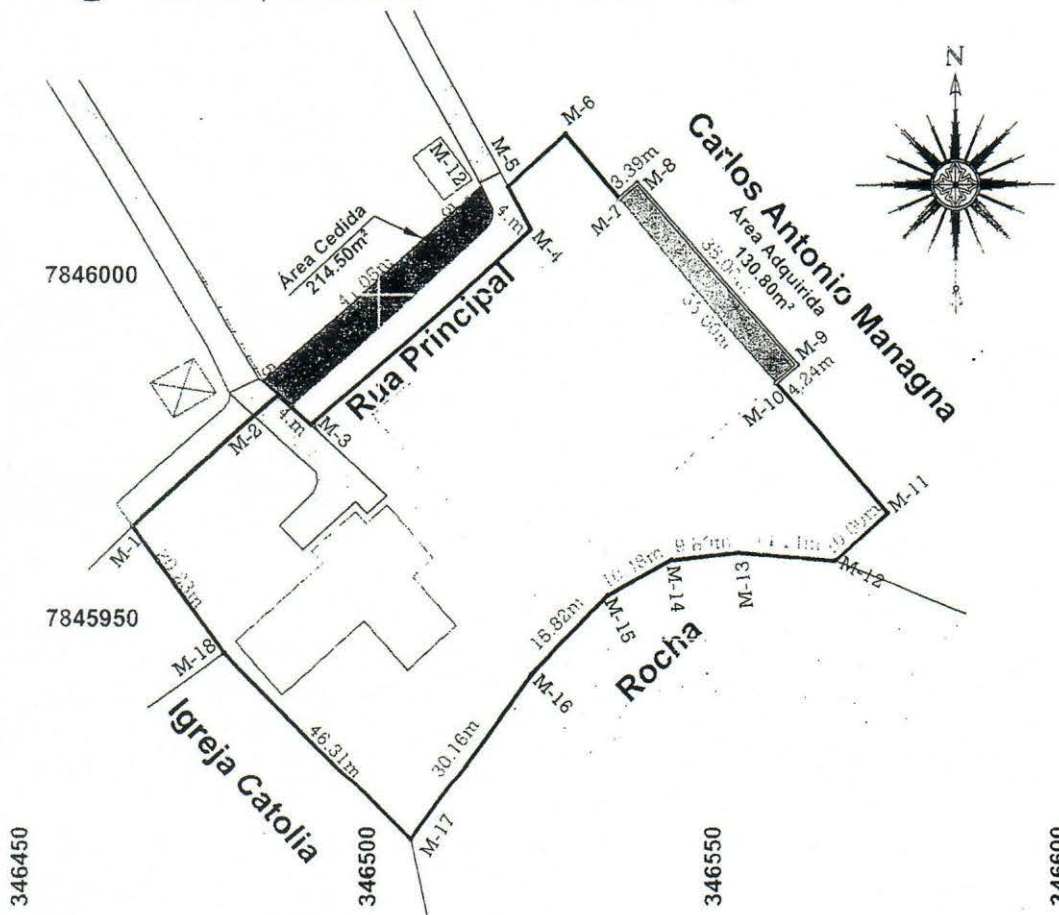 N
M-6
M-5
M-12
3.39m
M-8
M-7
Carlos Antonio Managna
Área Adquirida
130.80m²
Área Cedida
214.50m²
4.m
M-4
7846000
Rua Principal
M-9
4.24m
M-10
M-2
4.m
M-3
M-11
M-1
M-12
M-13
M-14
M-15
7845950
M-18
15.82m
Rocha
M-16
Igreja Catolia
46.31m
30.16m
M-17
346450
346500
346550
346600